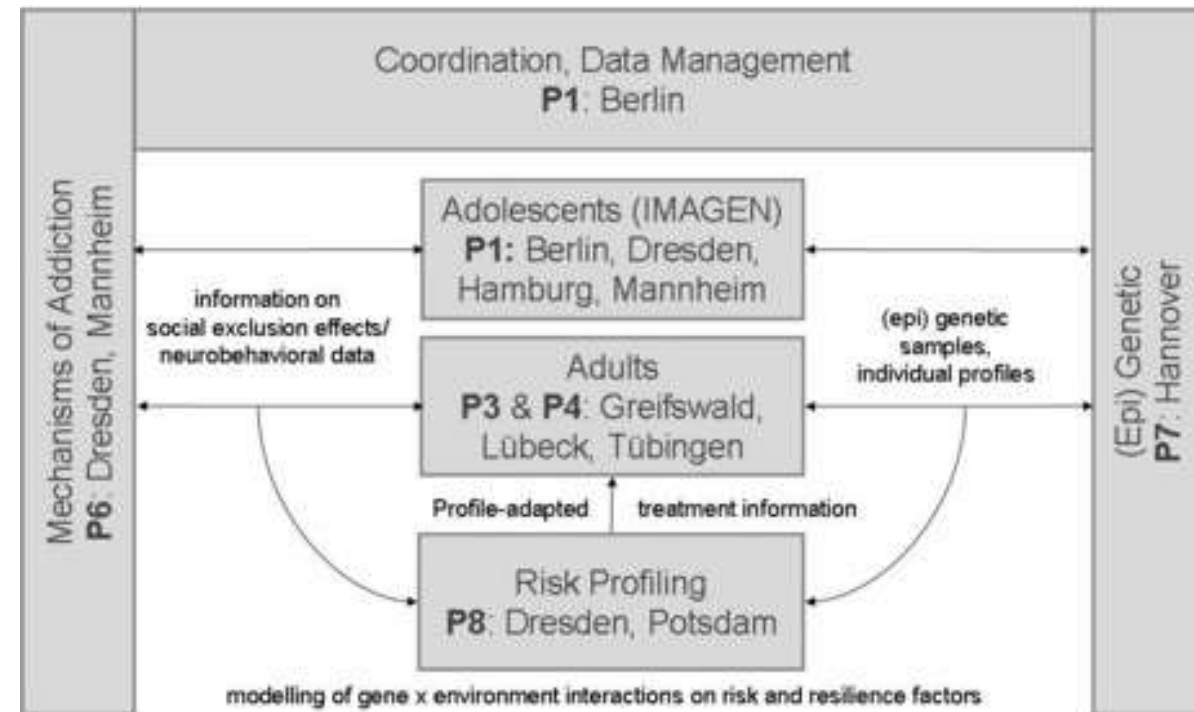 Coordination, Data Management
P1: Berlin
Mechanisms of Addiction
P6: Dresden, Mannheim
Adolescents (IMAGEN)
P1: Berlin, Dresden,
Hamburg, Mannheim
information on
social exclusion effects/
neurobehavioral data
(epi) genetic
samples,
individual profiles
Adults
P3 & P4: Greifswald,
Lübeck, Tübingen
Profile-adapted treatment information
Risk Profiling
P8: Dresden, Potsdam
modelling of gene x environment interactions on risk and resilience factors
(Epi) Genetic
P7: Hannover